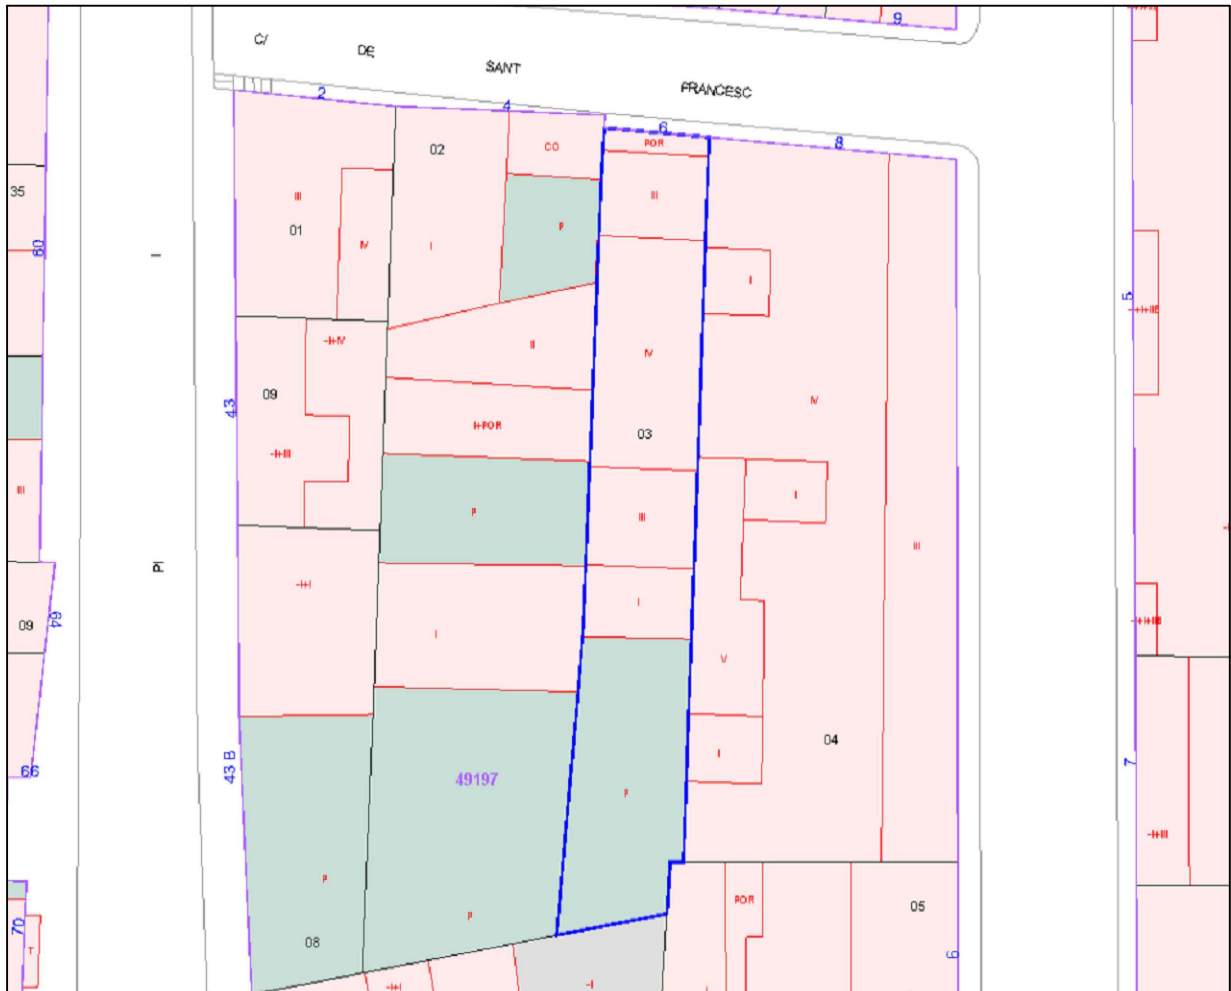 7
9
C/ DE SANT FRANCESC
2
4
6
8
02
CO
POR
35
III
P
III
60
01
IV
I
I
I
5
-I+IV
II
IV
IV
09
43
I+POR
03
-I+III
III
P
III
I
III
PI
-I+I
I
09
64
I
V
-I+III
04
I
66
43 B
49197
P
7
-I+III
P
POR
05
P
70
08
T
6
-I+I
-I